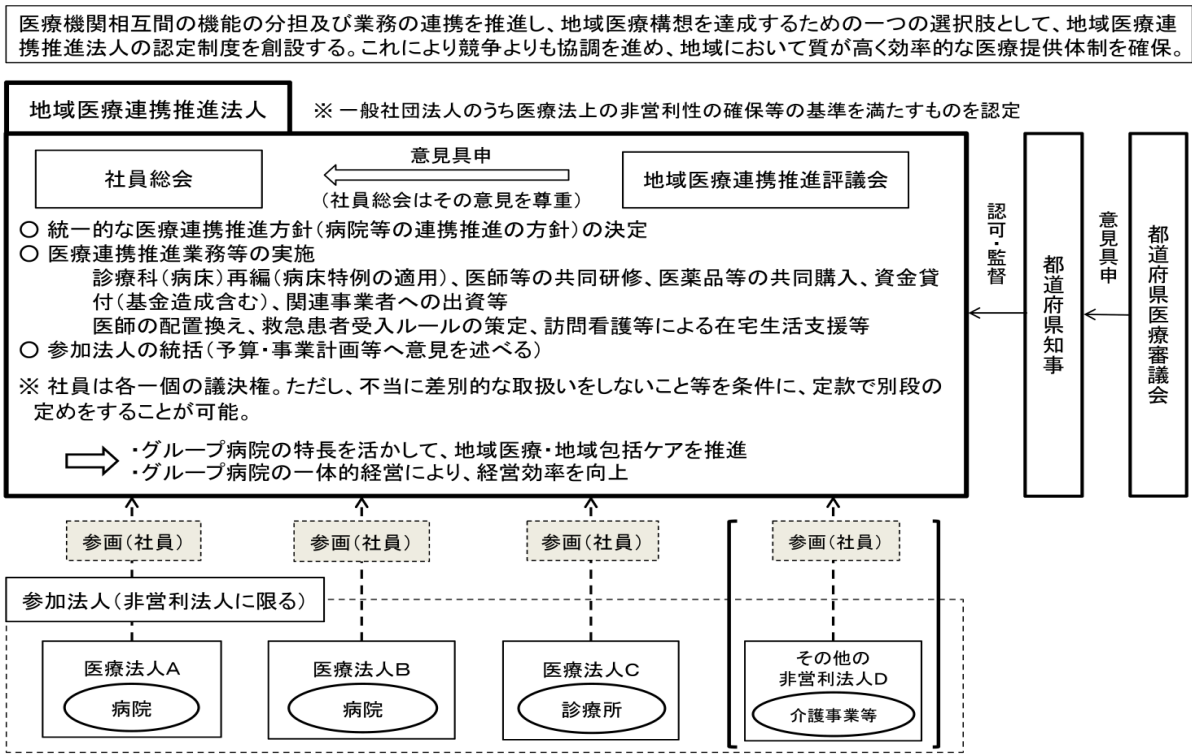 医療機関相互間の機能の分担及び業務の連携を推進し、地域医療構想を達成するための一つの選択肢として、地域医療連
携推進法人の認定制度を創設する。これにより競争よりも協調を進め、地域において質が高く効率的な医療提供体制を確保。
地域医療連携推進法人
※ 一般社団法人のうち医療法上の非営利性の確保等の基準を満たすものを認定
社員総会
意見具申
(社員総会はその意見を尊重)
地域医療連携推進評議会
○ 統一的な医療連携推進方針(病院等の連携推進の方針)の決定
○ 医療連携推進業務等の実施
診療科(病床)再編(病床特例の適用)、医師等の共同研修、医薬品等の共同購入、資金貸
付(基金造成含む)、関連事業者への出資等
医師の配置換え、救急患者受入ルールの策定、訪問看護等による在宅生活支援等
○ 参加法人の統括(予算・事業計画等へ意見を述べる)
※ 社員は各一個の議決権。ただし、不当に差別的な取扱いをしないこと等を条件に、定款で別段の
定めをすることが可能。
・グループ病院の特長を活かして、地域医療・地域包括ケアを推進
・グループ病院の一体的経営により、経営効率を向上
認可・監督
都道府県知事
意見具申
都道府県医療審議会
参画(社員)
参画(社員)
参画(社員)
参画(社員)
参加法人(非営利法人に限る)
医療法人A
病院
医療法人B
病院
医療法人C
診療所
その他の
非営利法人D
介護事業等